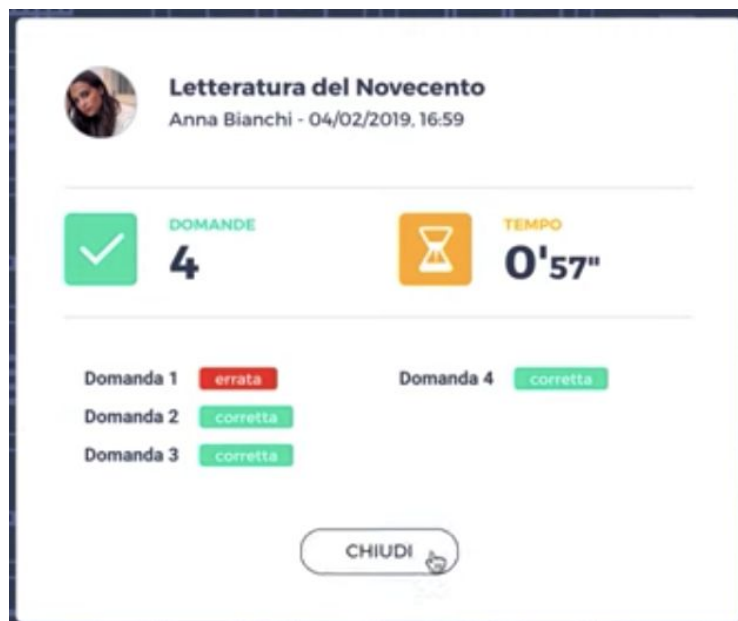 Letteratura del Novecento
Anna Bianchi - 04/02/2019, 16:59
DOMANDE
4
TEMPO
0'57"
Domanda 1 errata
Domanda 2 corretta
Domanda 3 corretta
Domanda 4 corretta
CHIUDI